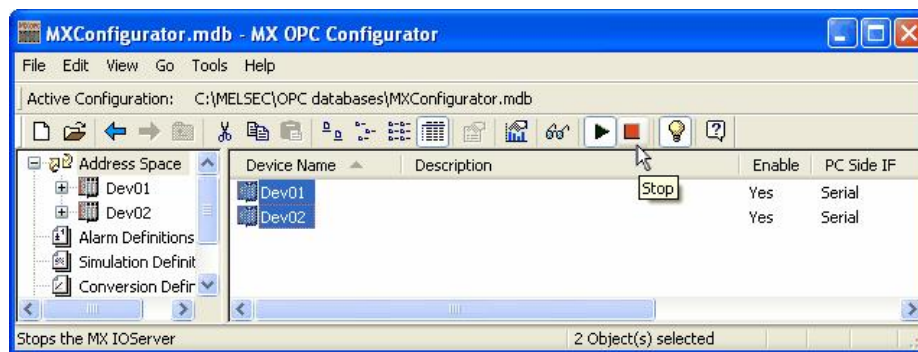 MXConfigurator.mdb - MX OPC Configurator
File Edit View Go Tools Help
Active Configuration: C:\MELSEC\OPC databases\MXConfigurator.mdb
Address Space
Dev01
Dev02
Alarm Definitions
Simulation Definit
Conversion Defir
Device Name Description Enable PC Side IF
Dev01 Yes Serial
Dev02 Yes Serial
Stop
Stops the MX IOServer 2 Object(s) selected